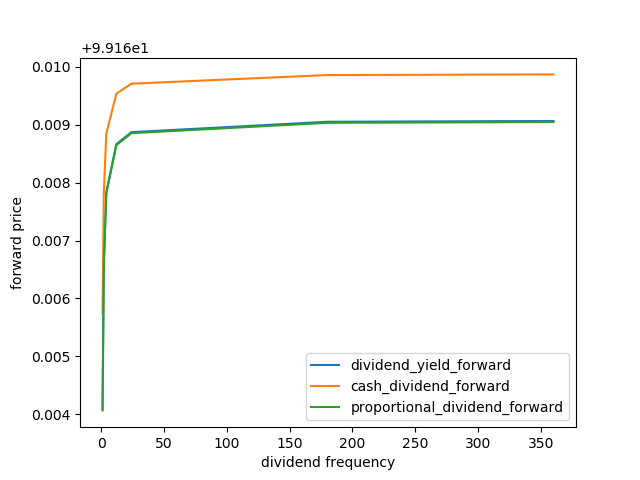 +9.916e1
0.010
0.009
0.008
0.007
0.006
0.005
0.004
forward price
0 50 100 150 200 250 300 350
dividend frequency
dividend_yield_forward
cash_dividend_forward
proportional_dividend_forward